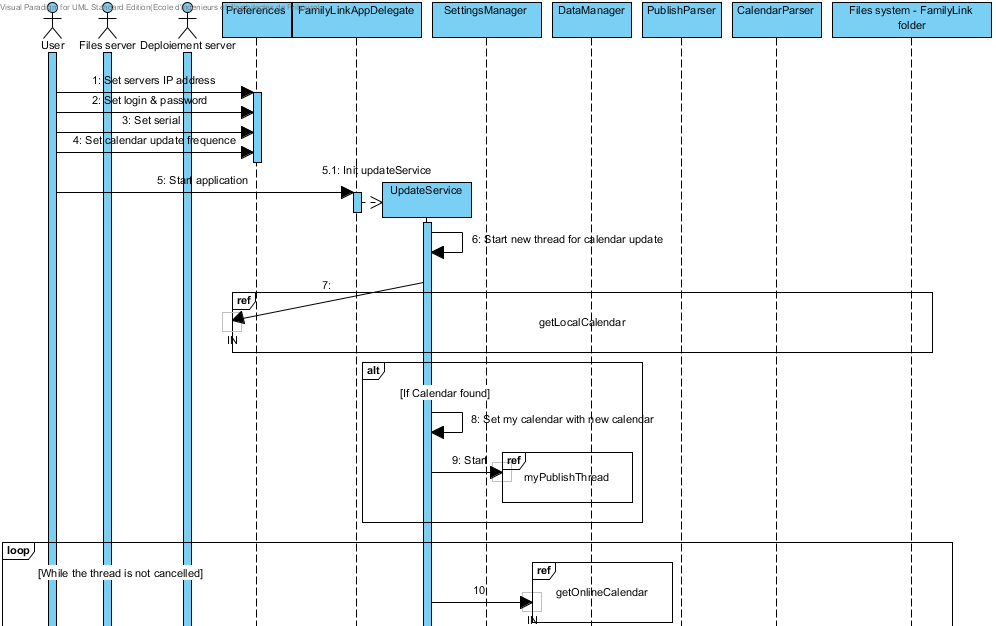 Visual Paradigm for UML Standard Edition(Ecole d'Ingenieurs
Preferences
FamilyLinkAppDelegate
SettingsManager
DataManager
PublishParser
CalendarParser
Files system - FamilyLink
folder
User
Files server
Deploiement server
1: Set servers IP address
2: Set login & password
3: Set serial
4: Set calendar update frequence
5: Start application
5.1: Init updateService
UpdateService
6: Start new thread for calendar update
7:
ref
getLocalCalendar
IN
alt
[If Calendar found]
8: Set my calendar with new calendar
9: Start
ref
myPublishThread
loop
[While the thread is not cancelled]
ref
getOnlineCalendar
10
IN